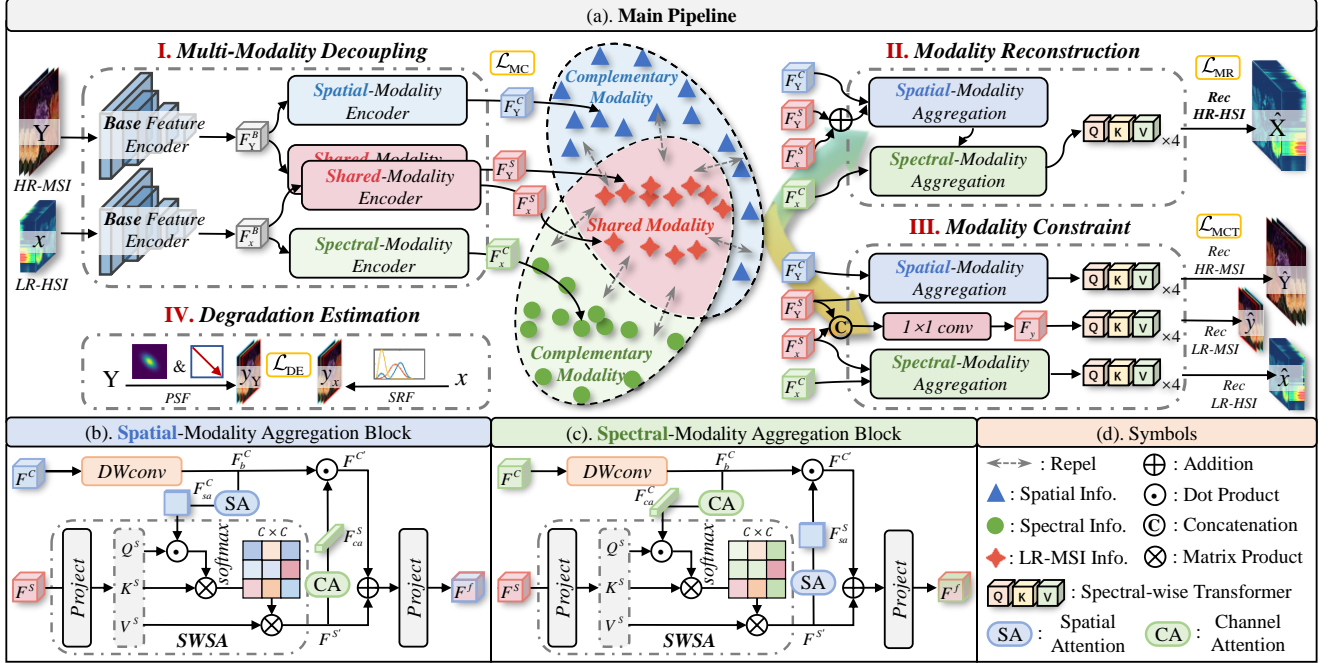 (a). Main Pipeline
I. Multi-Modality Decoupling
Y
HR-MSI
x
LR-HSI
Base Feature
Encoder
Base Feature
Encoder
F_Y^B
F_x^B
Spatial-Modality
Encoder
Shared-Modality
Shared-Modality
Encoder
Spectral-Modality
Encoder
ℒ_MC
F_Y^C
F_Y^S
F_x^S
F_x^C
Complementary
Modality
Shared Modality
Complementary
Modality
II. Modality Reconstruction
F_Y^C
F_Y^S
F_x^S
F_x^C
Spatial-Modality
Aggregation
Spectral-Modality
Aggregation
Q K V ×4
ℒ_MR
Rec
HR-HSI
X̂
III. Modality Constraint
F_Y^C
F_Y^S
F_x^S
F_x^C
C
Spatial-Modality
Aggregation
1×1 conv
F_y
Spectral-Modality
Aggregation
Q K V ×4
Q K V ×4
Q K V ×4
ℒ_MCT
Rec
HR-MSI
Ŷ
Rec
LR-MSI
ŷ
Rec
LR-HSI
x̂
IV. Degradation Estimation
Y
&
PSF
y_Y
ℒ_DE
y_x
SRF
x
(b). Spatial-Modality Aggregation Block
F^C
DWconv
F_b^C
F^C'
F_sa^C
SA
F^S
Project
Q^S
K^S
V^S
softmax
C × C
SWSA
F_ca^S
CA
F^S'
Project
F^f
(c). Spectral-Modality Aggregation Block
F^C
DWconv
F_b^C
F^C'
F_ca^C
CA
F^S
Project
Q^S
K^S
V^S
softmax
C × C
SWSA
F_sa^S
SA
F^S'
Project
F^f
(d). Symbols
: Repel
: Addition
: Spatial Info.
: Dot Product
: Spectral Info.
C : Concatenation
: LR-MSI Info.
: Matrix Product
Q K V : Spectral-wise Transformer
SA : Spatial
Attention
CA : Channel
Attention